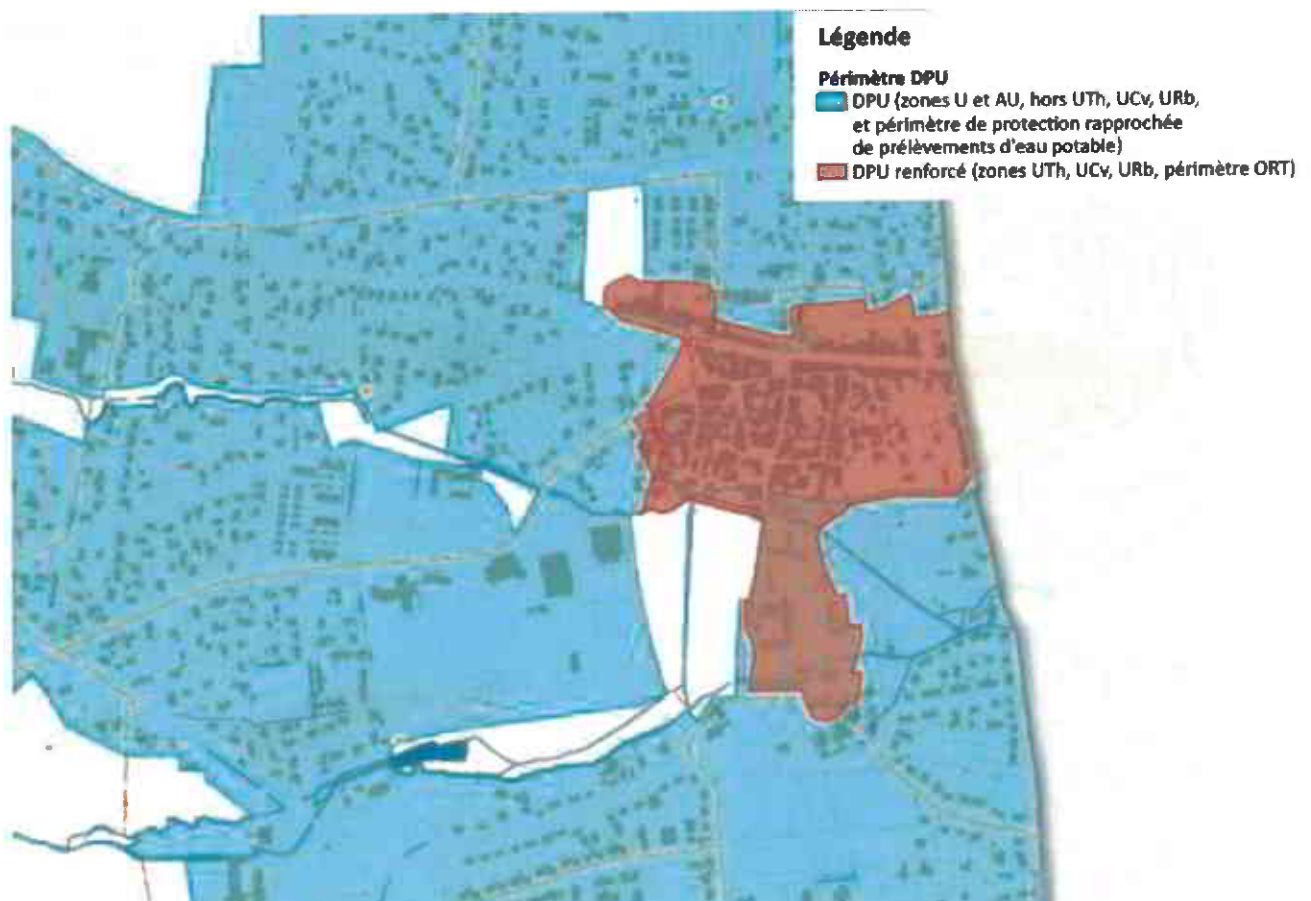 Légende
Périmètre DPU
DPU (zones U et AU, hors UTh, UCv, URb,
et périmètre de protection rapprochée
de prélèvements d'eau potable)
DPU renforcé (zones UTh, UCv, URb, périmètre ORT)